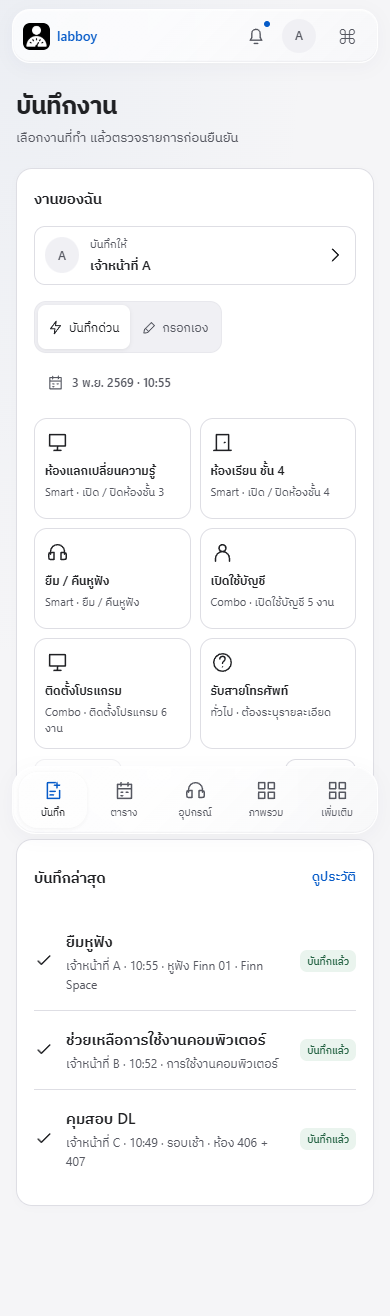 labboy
A
บันทึกงาน
เลือกงานที่ทำ แล้วตรวจรายการก่อนยืนยัน
งานของฉัน
A
บันทึกให้
เจ้าหน้าที่ A
บันทึกด่วน
กรอกเอง
3 พ.ย. 2569 · 10:55
ห้องแลกเปลี่ยนความรู้
Smart · เปิด / ปิดห้องชั้น 3
ห้องเรียน ชั้น 4
Smart · เปิด / ปิดห้องชั้น 4
ยืม / คืนหูฟัง
Smart · ยืม / คืนหูฟัง
เปิดใช้บัญชี
Combo · เปิดใช้บัญชี 5 งาน
ติดตั้งโปรแกรม
Combo · ติดตั้งโปรแกรม 6
งาน
รับสายโทรศัพท์
ทั่วไป · ต้องระบุรายละเอียด
บันทึก
ตาราง
อุปกรณ์
ภาพรวม
เพิ่มเติม
บันทึกล่าสุด
ดูประวัติ
ยืมหูฟัง
เจ้าหน้าที่ A · 10:55 · หูฟัง Finn 01 · Finn
Space
บันทึกแล้ว
ช่วยเหลือการใช้งานคอมพิวเตอร์
เจ้าหน้าที่ B · 10:52 · การใช้งานคอมพิวเตอร์
บันทึกแล้ว
คุมสอบ DL
เจ้าหน้าที่ C · 10:49 · รอบเช้า · ห้อง 406 +
407
บันทึกแล้ว